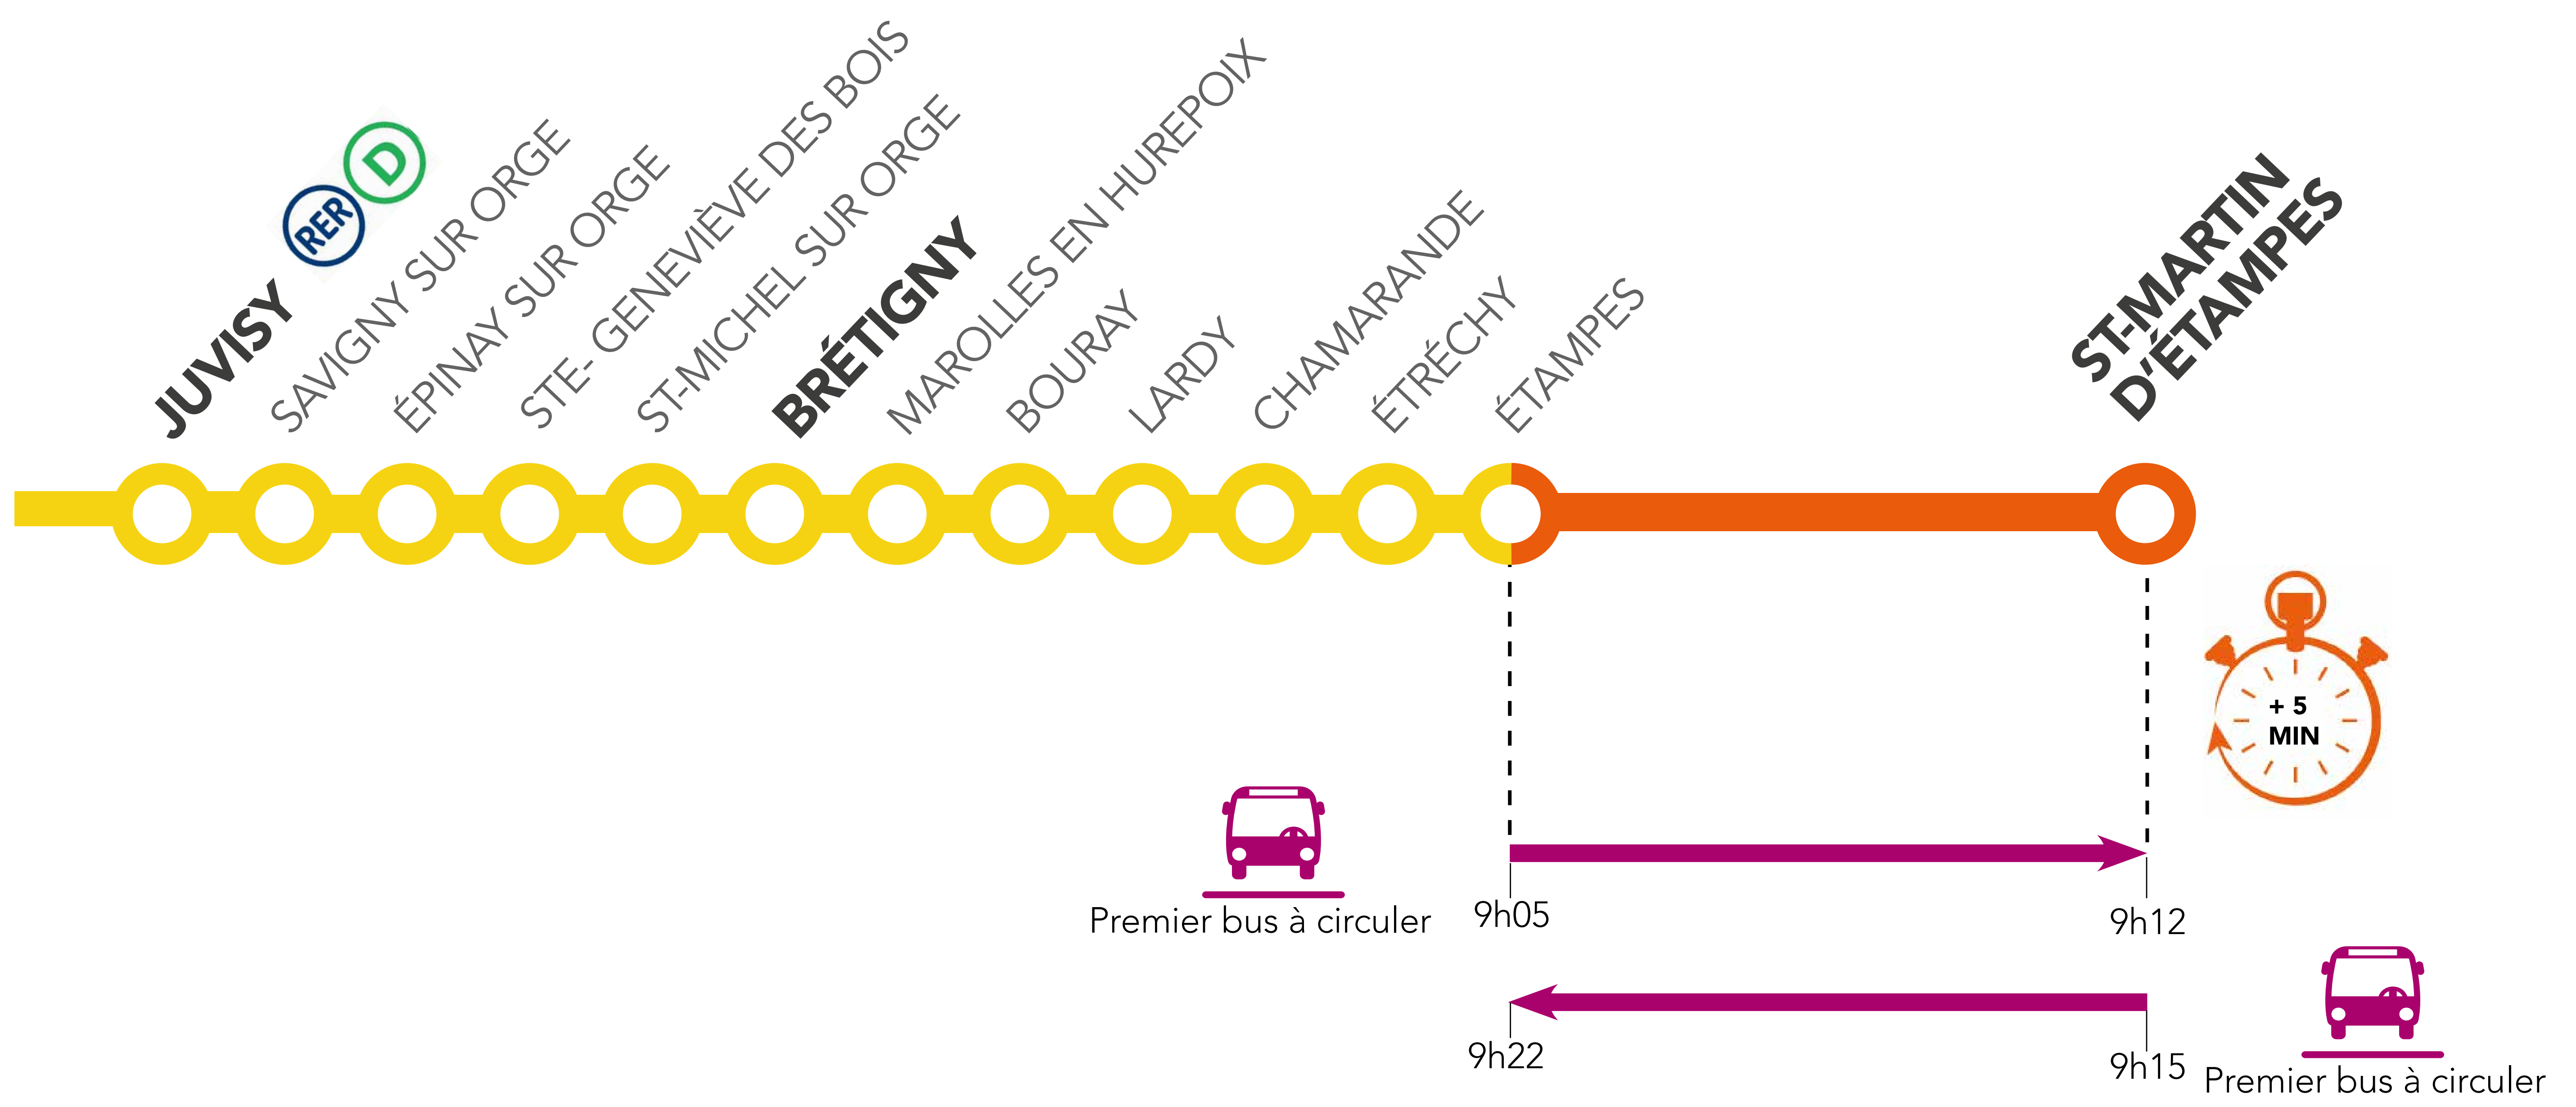 JUVISY
RER
D
SAVIGNY SUR ORGE
ÉPINAY SUR ORGE
STE- GENEVIÈVE DES BOIS
ST-MICHEL SUR ORGE
BRÉTIGNY
MAROLLES EN HUREPOIX
BOURAY
LARDY
CHAMARANDE
ÉTRÉCHY
ÉTAMPES
ST-MARTIN
D'ÉTAMPES
+ 5
MIN
Premier bus à circuler
9h05
9h12
9h22
9h15
Premier bus à circuler